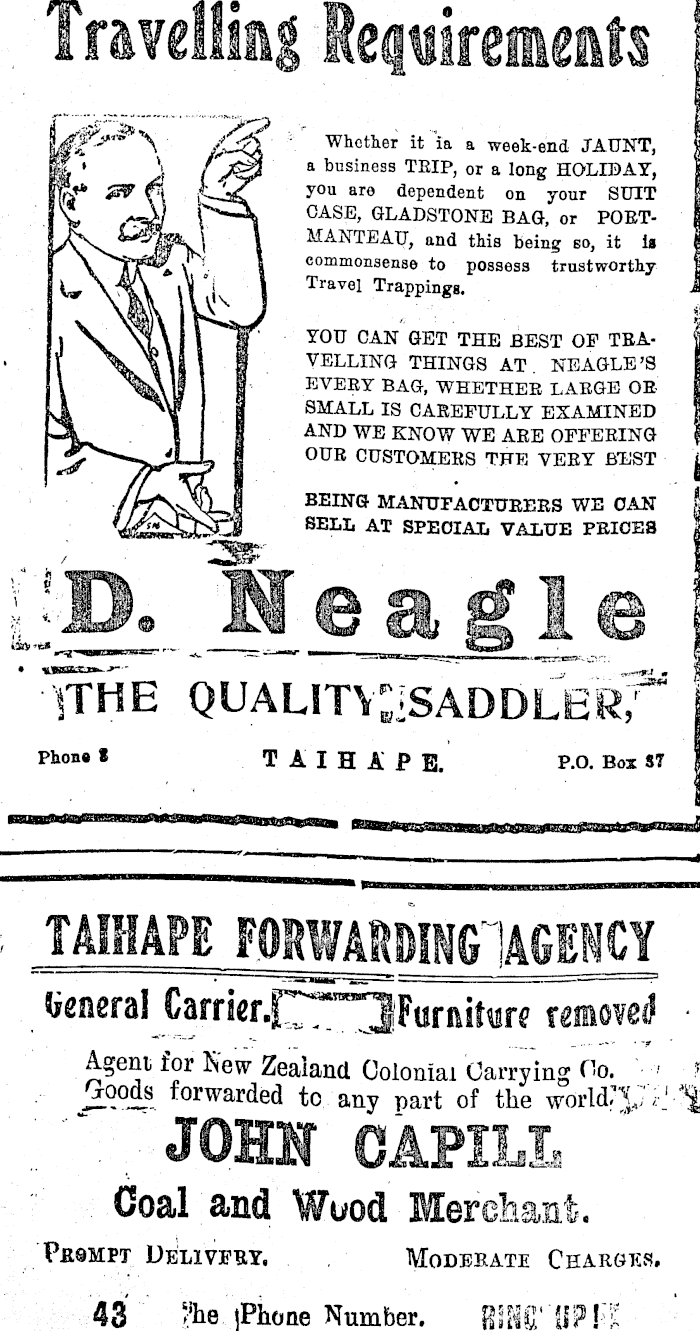 Travelling Requirements
Whether it is a week-end JAUNT,
a business TRIP, or a long HOLIDAY,
you are dependent on your SUIT
CASE, GLADSTONE BAG, or PORT-
MANTEAU, and this being so, it is
commonsense to possess trustworthy
Travel Trappings.
YOU CAN GET THE BEST OF TRA-
VELLING THINGS AT NEAGLE'S
EVERY BAG, WHETHER LARGE OR
SMALL IS CAREFULLY EXAMINED
AND WE KNOW WE ARE OFFERING
OUR CUSTOMERS THE VERY BEST
BEING MANUFACTURERS WE CAN
SELL AT SPECIAL VALUE PRICES
D. Neagle
THE QUALITY SADDLER,
Phone 8 TAIHAPE. P.O. Box 37
TAIHAPE FORWARDING AGENCY
General Carrier. Furniture removed
Agent for New Zealand Colonial Carrying Co.
Goods forwarded to any part of the world.
JOHN CAPILL
Coal and Wood Merchant.
PROMPT DELIVERY. MODERATE CHARGES.
43 The Phone Number. RING UP!